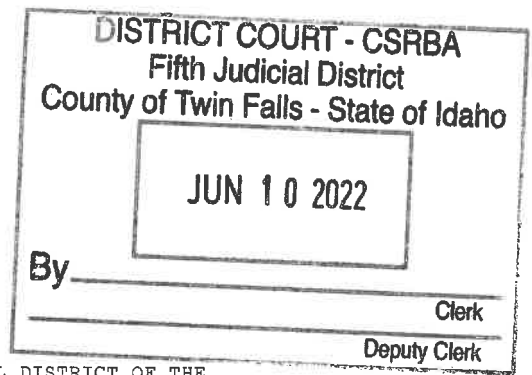 DISTRICT COURT - CSRBA
Fifth Judicial District
County of Twin Falls - State of Idaho
JUN 10 2022
By
Clerk
Deputy Clerk
DISTRICT OF THE